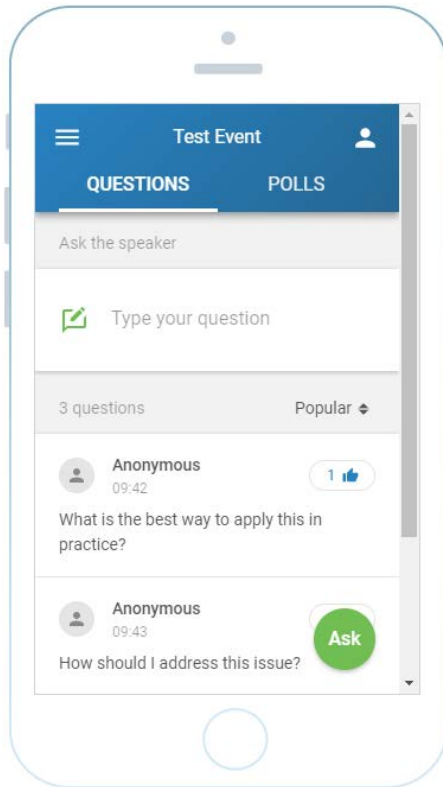 Test Event
QUESTIONS POLLS
Ask the speaker
Type your question
3 questions Popular
Anonymous
09:42
1
What is the best way to apply this in
practice?
Anonymous
09:43
Ask
How should I address this issue?